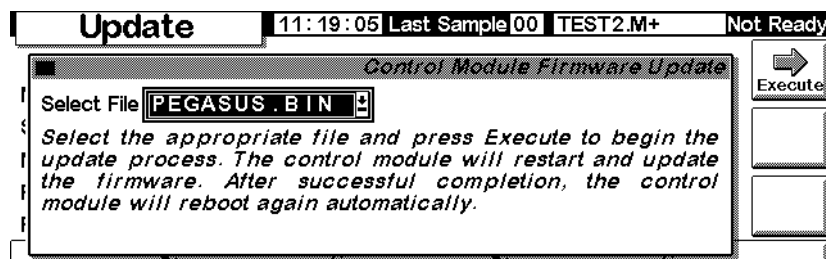 Update 11:19:05 Last Sample 00 TEST2.M+ Not Ready
Control Module Firmware Update
Execute
Select File PEGASUS.BIN
Select the appropriate file and press Execute to begin the
update process. The control module will restart and update
the firmware. After successful completion, the control
module will reboot again automatically.